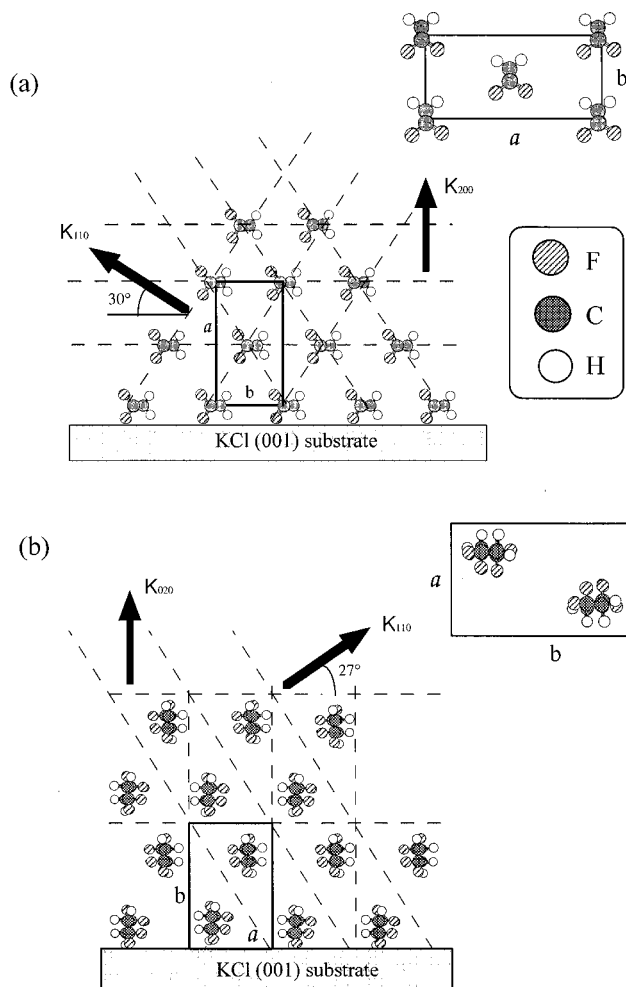 (a)
b
a
K110
K200
30°
a
b
F
C
H
KCl (001) substrate
(b)
K020
K110
27°
a
b
b
a
KCl (001) substrate